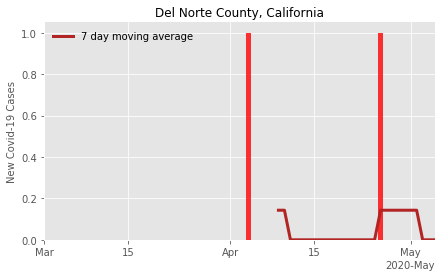 Del Norte County, California
7 day moving average
New Covid-19 Cases
1.0
0.8
0.6
0.4
0.2
0.0
Mar
15
Apr
15
May
2020-May